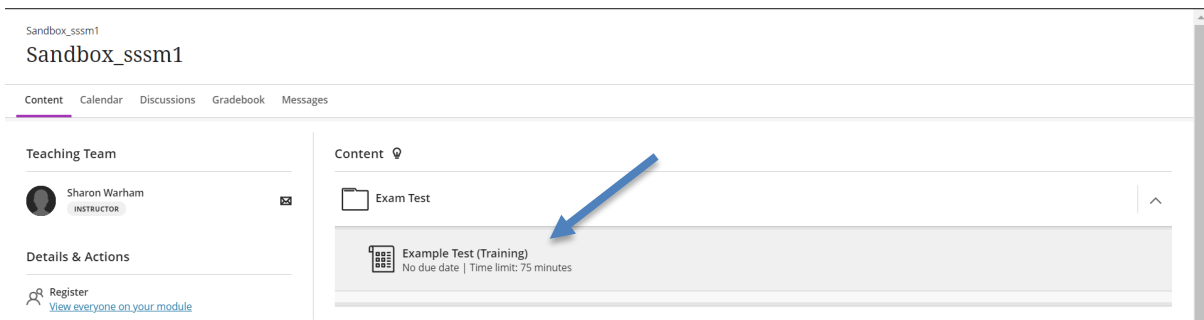 Sandbox_sssm1
Sandbox_sssm1
Content Calendar Discussions Gradebook Messages
Teaching Team
Sharon Warham
INSTRUCTOR
Details & Actions
Register
View everyone on your module
Content
Exam Test
Example Test (Training)
No due date | Time limit: 75 minutes